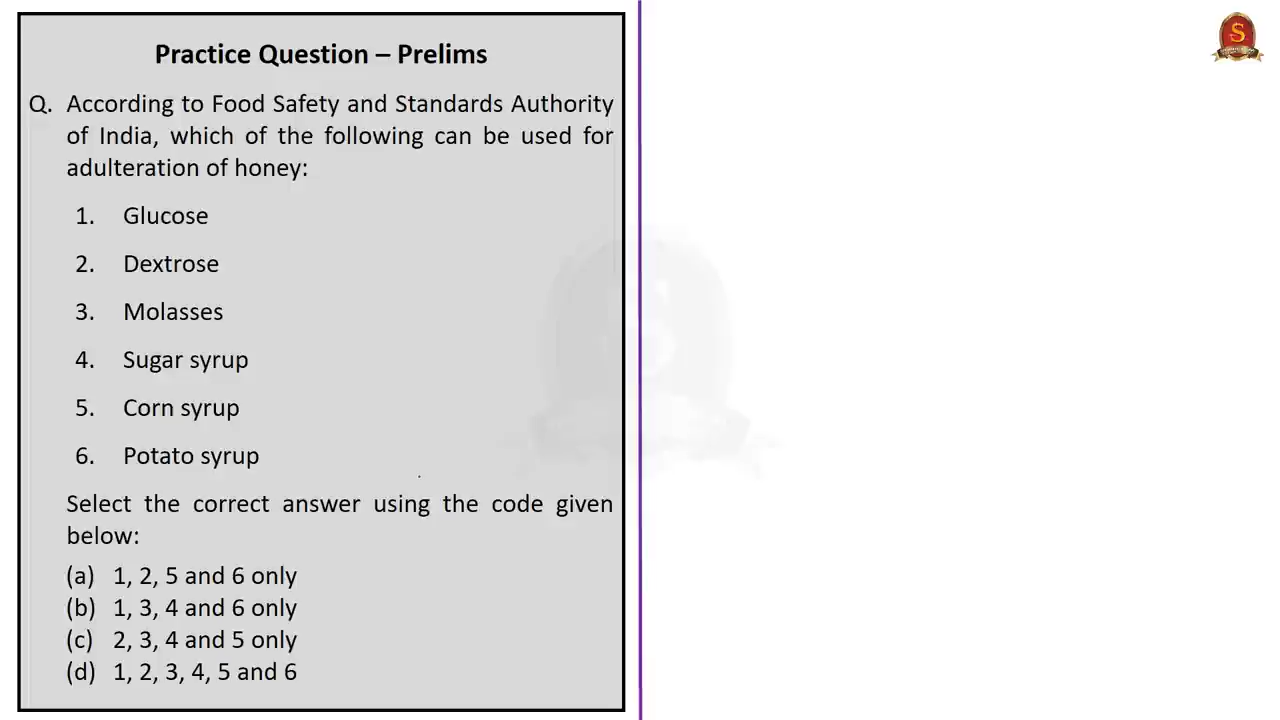 Practice Question – Prelims
Q. According to Food Safety and Standards Authority
of India, which of the following can be used for
adulteration of honey:
1. Glucose
2. Dextrose
3. Molasses
4. Sugar syrup
5. Corn syrup
6. Potato syrup
Select the correct answer using the code given
below:
(a) 1, 2, 5 and 6 only
(b) 1, 3, 4 and 6 only
(c) 2, 3, 4 and 5 only
(d) 1, 2, 3, 4, 5 and 6
S